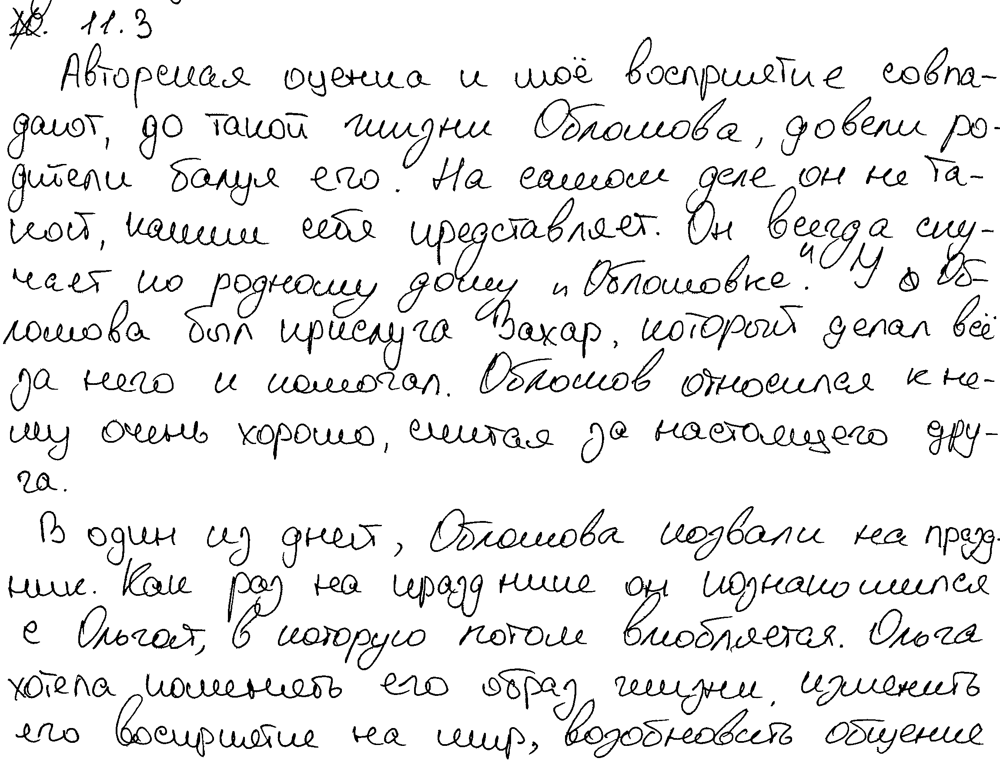 11.3
Авторская оценка и моё восприятие совпа-
дают, до такой жизни Обломова, довели ро-
дители балуя его. На самом деле он не та-
кой, каким себя представляет. Он всегда ску-
чает по родному дому "Обломовке". У Об-
ломова был прислуга Захар, который делал всё
за него и помогал. Обломов относился к не-
му очень хорошо, считая за настоящего дру-
га.
В один из дней, Обломова позвали на празд-
ник. Как раз на празднике он познакомился
с Ольгой, в которую потом влюбляется. Ольга
хотела поменять его образ жизни, изменить
его восприятие на мир, возобновить общение